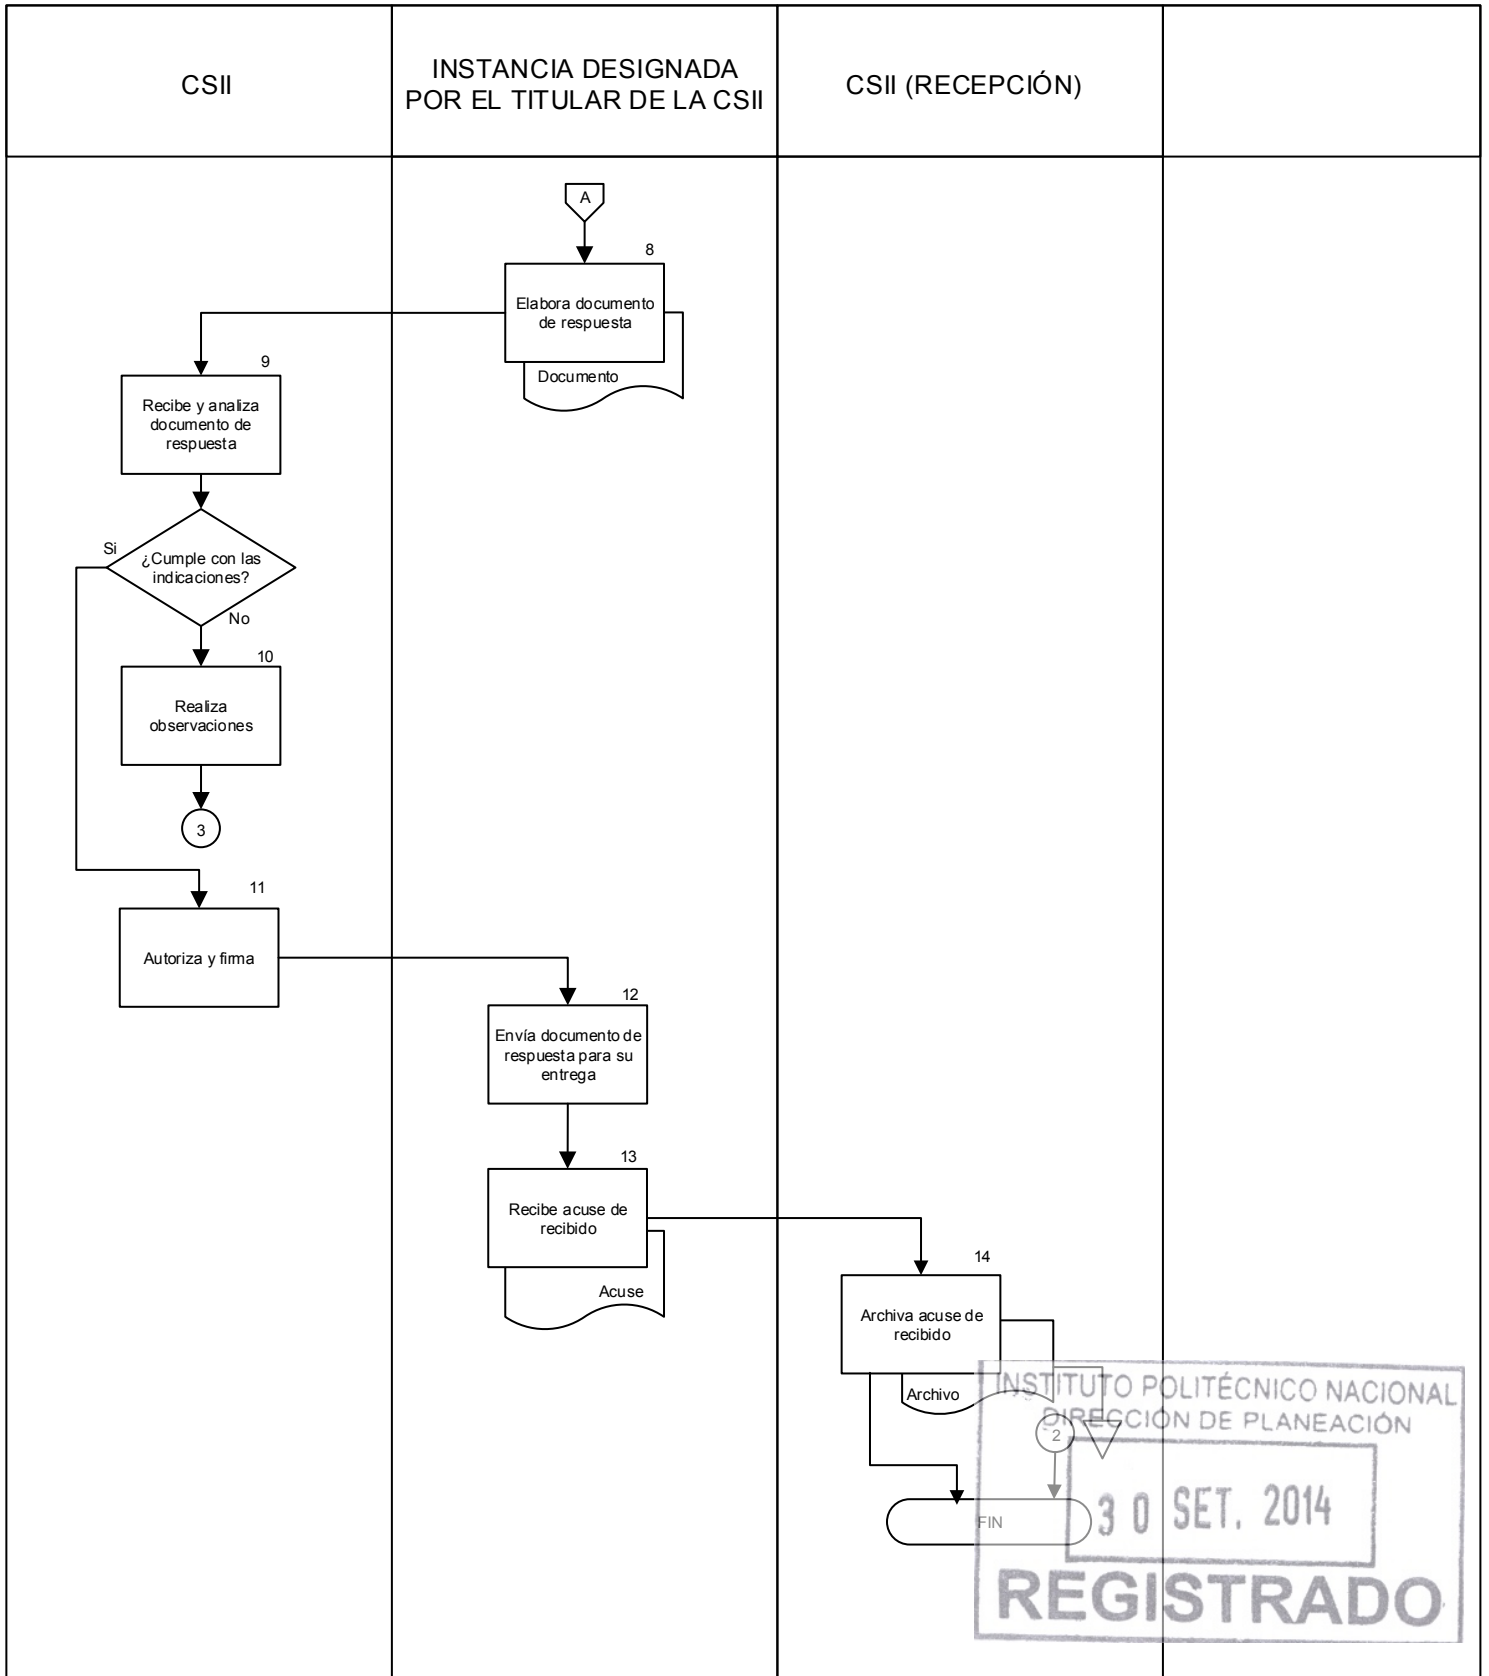 CSII
INSTANCIA DESIGNADA
POR EL TITULAR DE LA CSII
CSII (RECEPCIÓN)
A
8
Elabora documento
de respuesta
Documento
9
Recibe y analiza
documento de
respuesta
Si
¿Cumple con las
indicaciones?
No
10
Realiza
observaciones
3
11
Autoriza y firma
12
Envía documento de
respuesta para su
entrega
13
Recibe acuse de
recibido
Acuse
14
Archiva acuse de
recibido
Archivo
2
FIN
INSTITUTO POLITÉCNICO NACIONAL
DIRECCIÓN DE PLANEACIÓN
30 SET. 2014
REGISTRADO